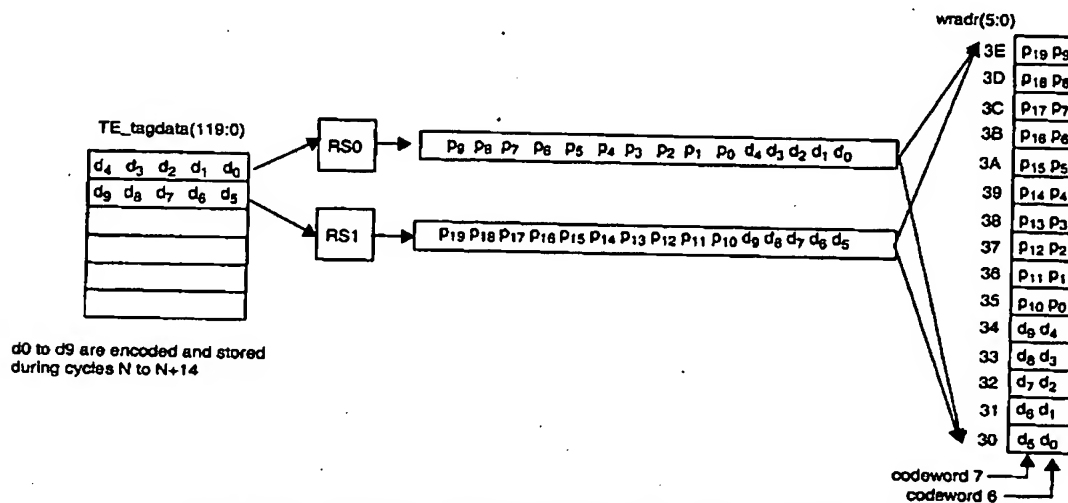 wradr(5:0)
TE_tagdata(119:0)
d4 d3 d2 d1 d0
d9 d8 d7 d6 d5
RS0
RS1
p9 p8 p7 p6 p5 p4 p3 p2 p1 p0 d4 d3 d2 d1 d0
p19 p18 p17 p16 p15 p14 p13 p12 p11 p10 d9 d8 d7 d6 d5
d0 to d9 are encoded and stored
during cycles N to N+14
3E p19 p9
3D p18 p8
3C p17 p7
3B p16 p6
3A p15 p5
39 p14 p4
38 p13 p3
37 p12 p2
36 p11 p1
35 p10 p0
34 d9 d4
33 d8 d3
32 d7 d2
31 d6 d1
30 d5 d0
codeword 7
codeword 6